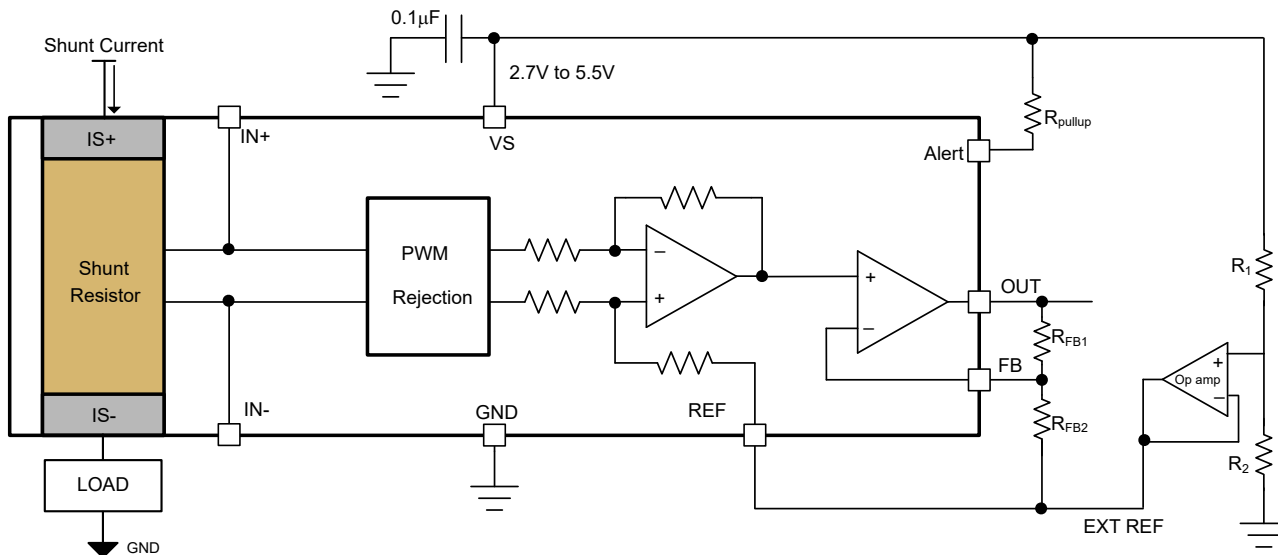 0.1μF
Shunt Current
2.7V to 5.5V
IS+
IN+
VS
Alert
Rpullup
Shunt
Resistor
PWM
Rejection
−
+
+
−
OUT
R1
RFB1
FB
+
Op amp
−
IS-
IN-
GND
REF
RFB2
R2
LOAD
EXT REF
GND